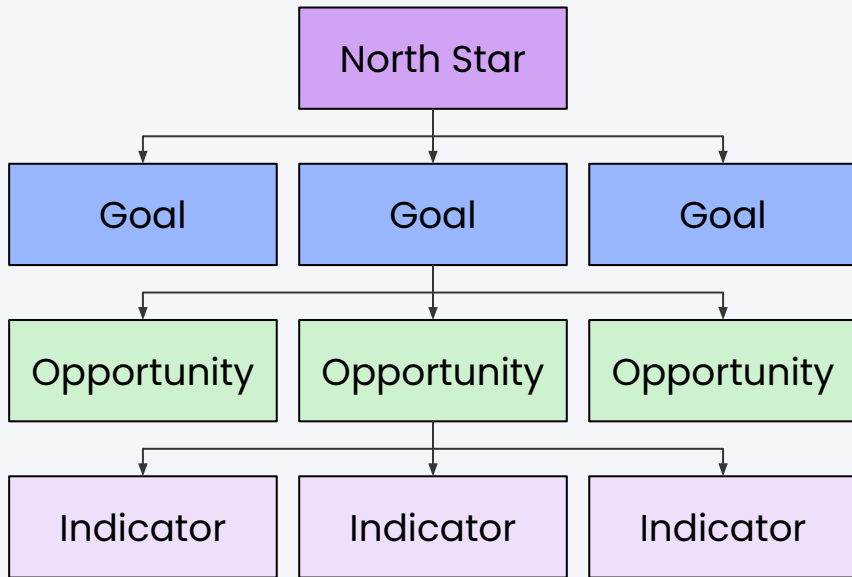 North Star
Goal
Goal
Goal
Opportunity
Opportunity
Opportunity
Indicator
Indicator
Indicator